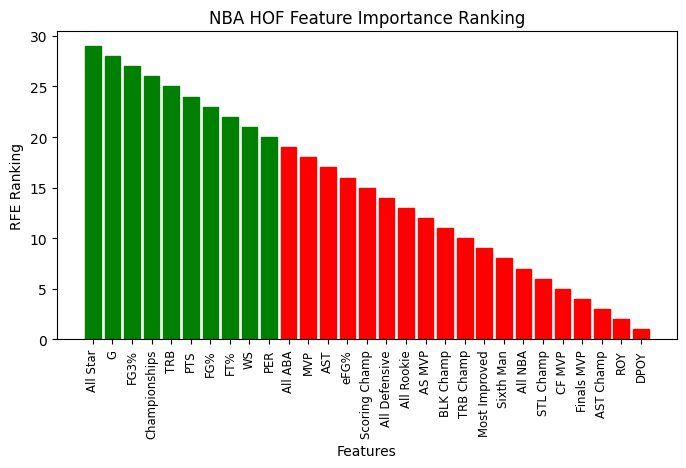 NBA HOF Feature Importance Ranking
RFE Ranking
30
25
20
15
10
5
0
All Star
G
FG3%
Championships
TRB
PTS
FG%
FT%
WS
PER
All ABA
MVP
AST
eFG%
Scoring Champ
All Defensive
All Rookie
AS MVP
BLK Champ
TRB Champ
Most Improved
Sixth Man
All NBA
STL Champ
CF MVP
Finals MVP
AST Champ
ROY
DPOY
Features